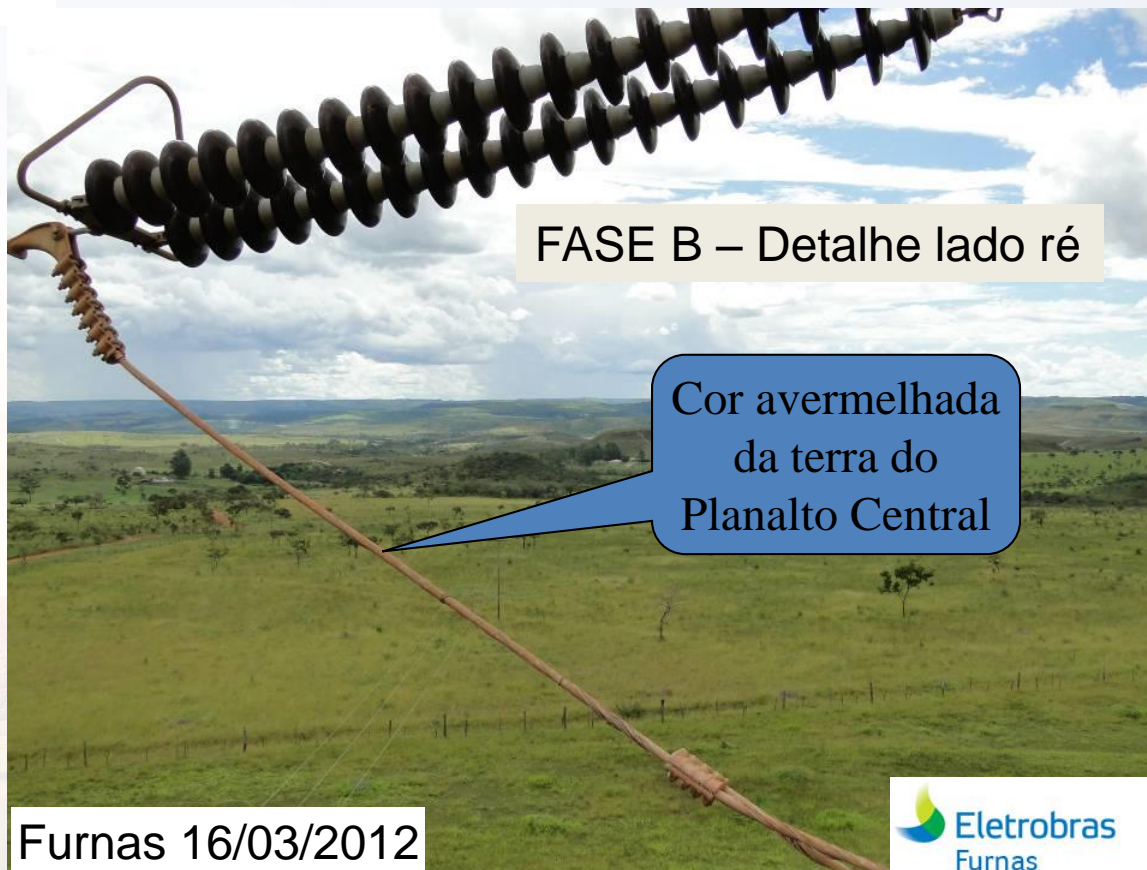 FASE B – Detalhe lado ré
Cor avermelhada
da terra do
Planalto Central
Furnas 16/03/2012
Eletrobras
Furnas